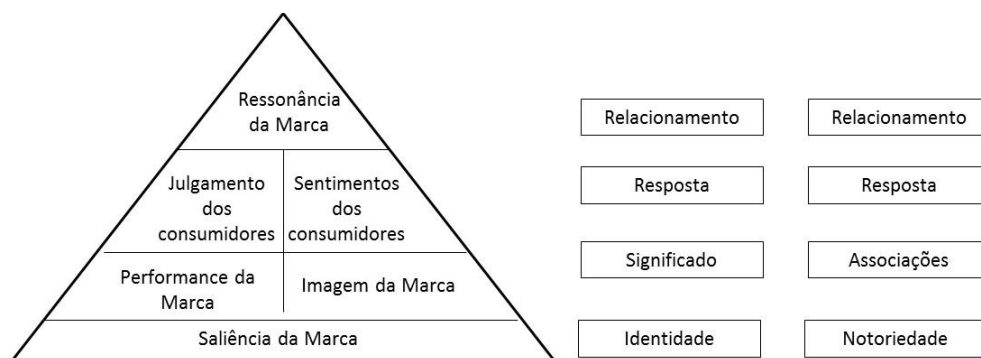 Ressonância
da Marca
Relacionamento
Relacionamento
Julgamento
dos
consumidores
Sentimentos
dos
consumidores
Resposta
Resposta
Performance da
Marca
Imagem da Marca
Significado
Associações
Saliência da Marca
Identidade
Notoriedade